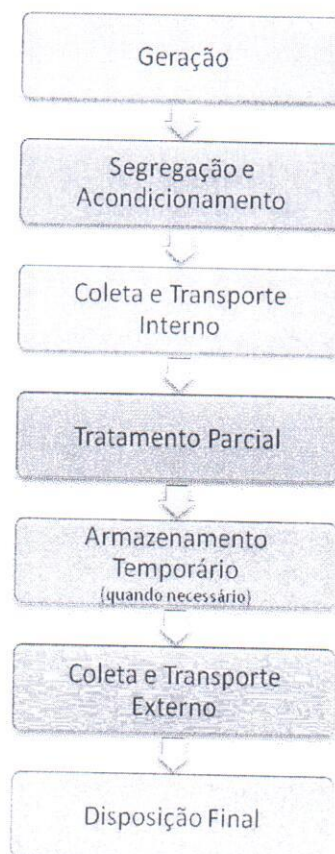 Geração
Segregação e
Acondicionamento
Coleta e Transporte
Interno
Tratamento Parcial
Armazenamento
Temporário
(quando necessário)
Coleta e Transporte
Externo
Disposição Final